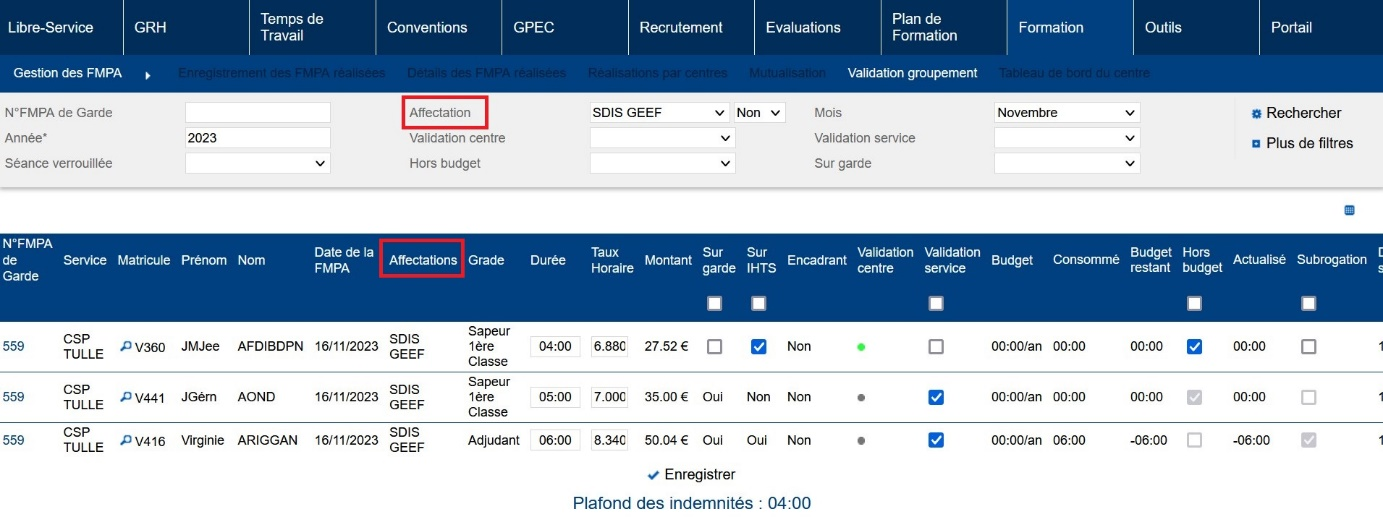 Libre-Service GRH Temps de Travail Conventions GPEC Recrutement Evaluations Plan de Formation Formation Outils Portail
Gestion des FMPA Enregistrement des FMPA réalisées Détails des FMPA réalisées Réalisations par centres Mutualisation Validation groupement Tableau de bord du centre
N°FMPA de Garde Affectation SDIS GEEF Non Mois Novembre Rechercher
Année* 2023 Validation centre Validation service Plus de filtres
Séance verrouillée Hors budget Sur garde
N°FMPA de Garde Service Matricule Prénom Nom Date de la FMPA Affectations Grade Durée Taux Horaire Montant Sur garde Sur IHTS Encadrant Validation centre Validation service Budget Consommé Budget restant Hors budget Actualisé Subrogation
559 CSP TULLE V360 JMJee AFDIBDPN 16/11/2023 SDIS GEEF Sapeur 1ère Classe 04:00 6.880 27.52 € Non 00:00/an 00:00 00:00 00:00
559 CSP TULLE V441 JGérn AOND 16/11/2023 SDIS GEEF Sapeur 1ère Classe 05:00 7.000 35.00 € Oui Non Non 00:00/an 00:00 00:00 00:00
559 CSP TULLE V416 Virginie ARIGGAN 16/11/2023 SDIS GEEF Adjudant 06:00 8.340 50.04 € Oui Oui Non 00:00/an 06:00 -06:00 -06:00
Enregistrer
Plafond des indemnités : 04:00